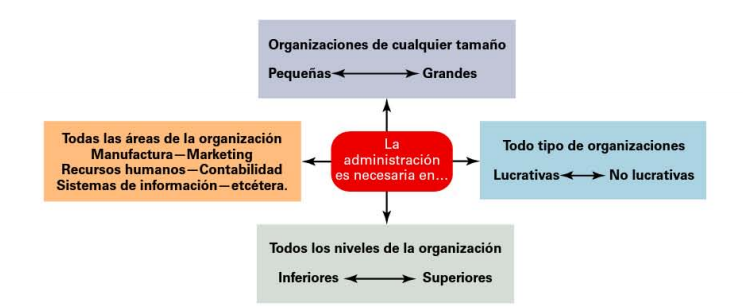 Organizaciones de cualquier tamaño
Pequeñas Grandes
Todas las áreas de la organización
Manufactura—Marketing
Recursos humanos—Contabilidad
Sistemas de información—etcétera.
La
administración
es necesaria en...
Todo tipo de organizaciones
Lucrativas No lucrativas
Todos los niveles de la organización
Inferiores Superiores